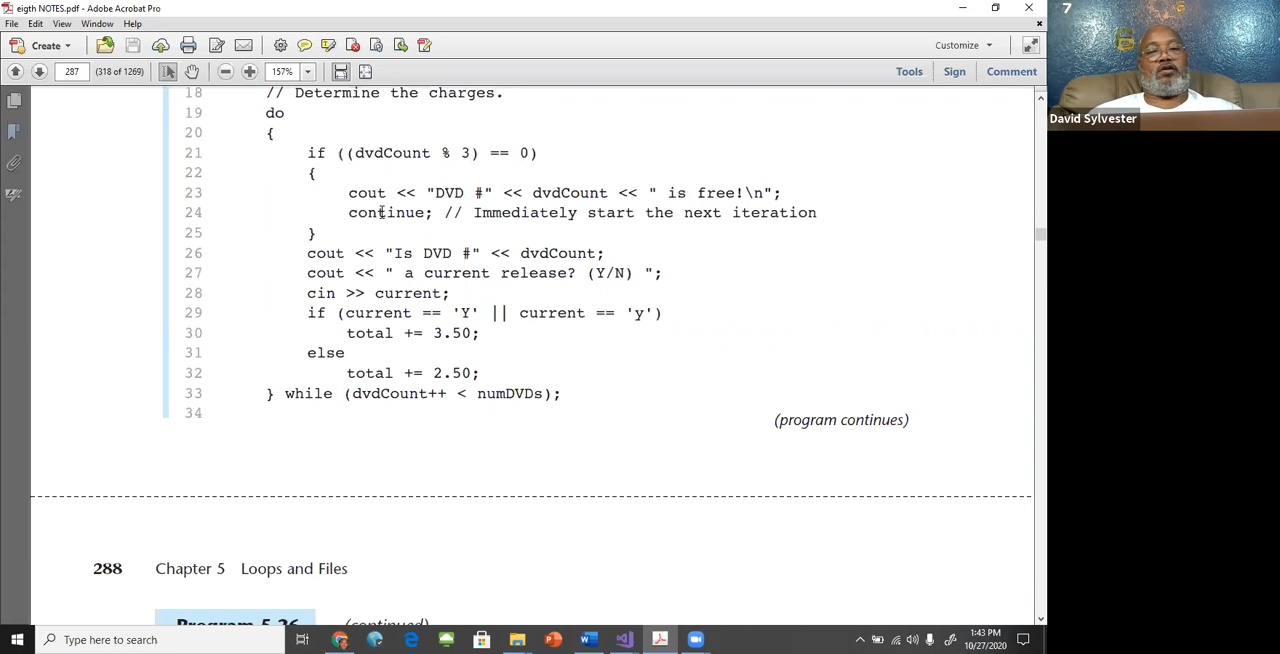 eigth NOTES.pdf - Adobe Acrobat Pro
File Edit View Window Help
Create
Customize
287 (318 of 1269) 157%
Tools Sign Comment
18 // Determine the charges.
19 do
20 {
21 if ((dvdCount % 3) == 0)
22 {
23 cout << "DVD #" << dvdCount << " is free!\n";
24 continue; // Immediately start the next iteration
25 }
26 cout << "Is DVD #" << dvdCount;
27 cout << " a current release? (Y/N) ";
28 cin >> current;
29 if (current == 'Y' || current == 'y')
30 total += 3.50;
31 else
32 total += 2.50;
33 } while (dvdCount++ < numDVDs);
34
(program continues)
288 Chapter 5 Loops and Files
Program 5-26 (continued)
Type here to search
1:43 PM
10/27/2020
7
David Sylvester